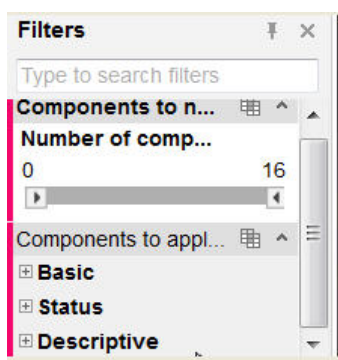 Filters
Type to search filters
Components to n...
Number of comp...
0 16
Components to appl...
Basic
Status
Descriptive